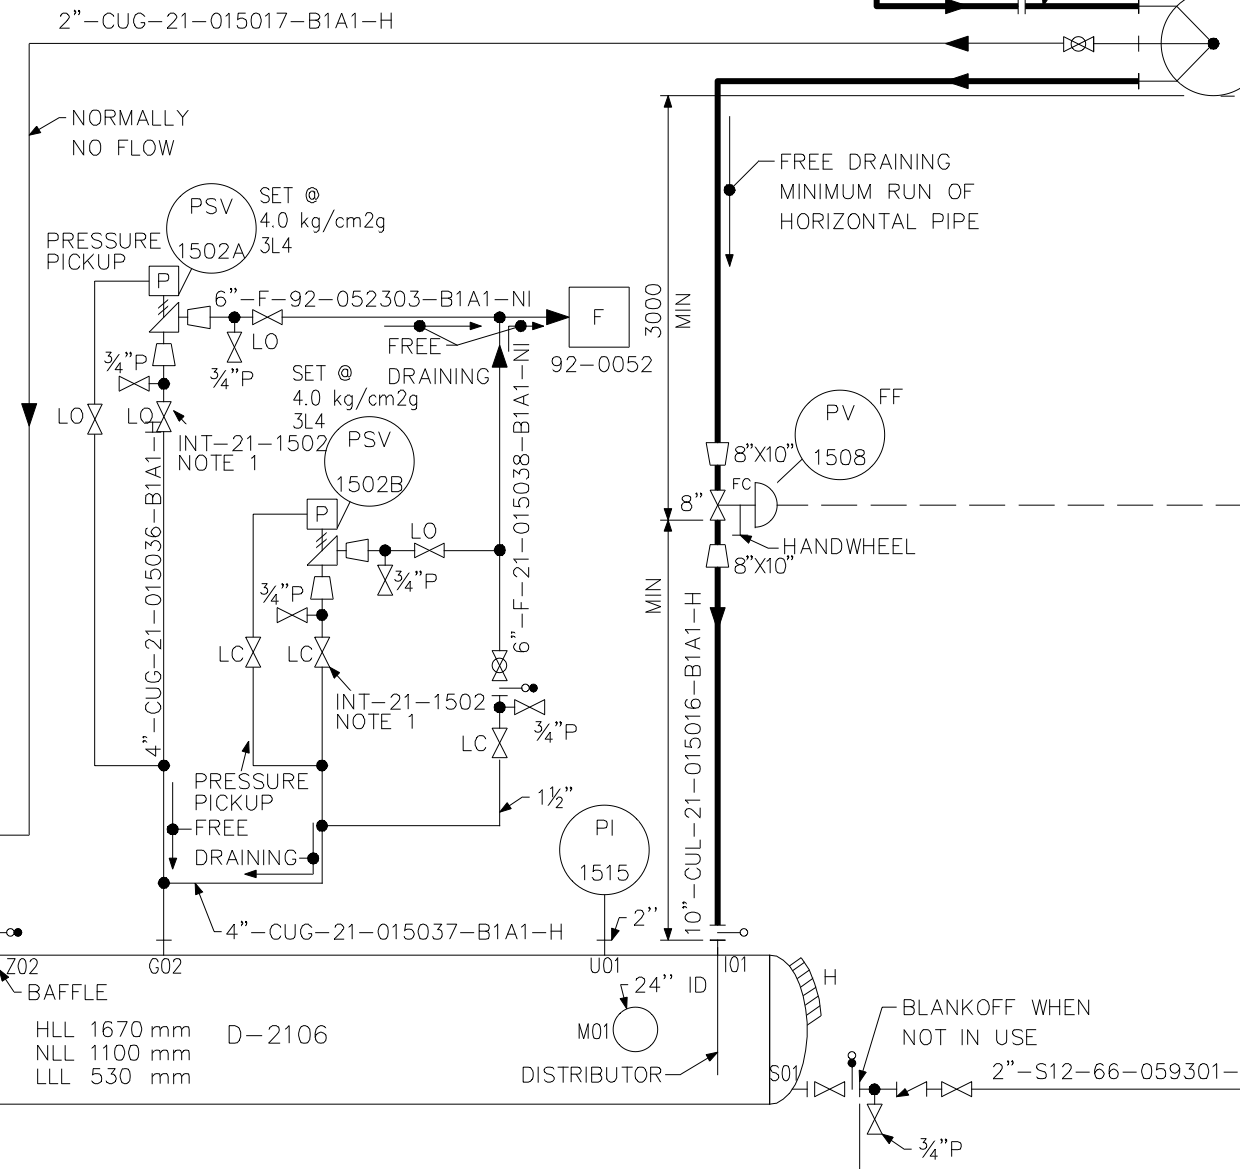 2”-CUG-21-015017-B1A1-H
NORMALLY
NO FLOW
FREE DRAINING
MINIMUM RUN OF
HORIZONTAL PIPE
PSV
1502A
SET @
4.0 kg/cm2g
3L4
PRESSURE
PICKUP
P
6”-F-92-052303-B1A1-NI
F
92-0052
3000
MIN
LO
¾”P
¾”P
FREE
DRAINING
LO
LO
INT-21-1502
NOTE 1
SET @
4.0 kg/cm2g
3L4
PSV
1502B
P
LO
¾”P
¾”P
LC
LC
INT-21-1502
NOTE 1
6”-F-21-015038-B1A1-NI
4”-CUG-21-015036-B1A1-H
PV
1508
FF
8”X10”
FC
8”
HANDWHEEL
8”X10”
MIN
10”-CUL-21-015016-B1A1-H
¾”P
LC
PRESSURE
PICKUP
1½”
FREE
DRAINING
PI
1515
2’’
4”-CUG-21-015037-B1A1-H
Z02
G02
U01
I01
BAFFLE
24’’ ID
H
M01
HLL 1670 mm
NLL 1100 mm
LLL 530 mm
D-2106
DISTRIBUTOR
S01
BLANKOFF WHEN
NOT IN USE
2”-S12-66-059301-
¾”P